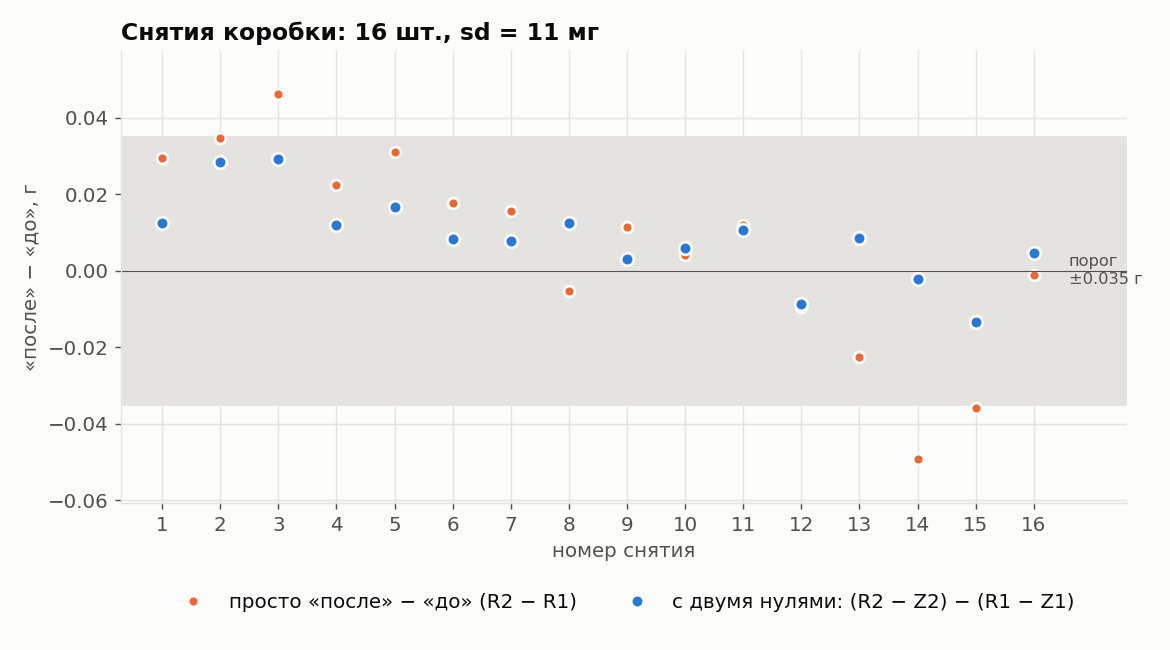 Снятия коробки: 16 шт., sd = 11 мг
«после» − «до», г
0.04
0.02
0.00
−0.02
−0.04
−0.06
порог
±0.035 г
1 2 3 4 5 6 7 8 9 10 11 12 13 14 15 16
номер снятия
просто «после» − «до» (R2 − R1)
с двумя нулями: (R2 − Z2) − (R1 − Z1)